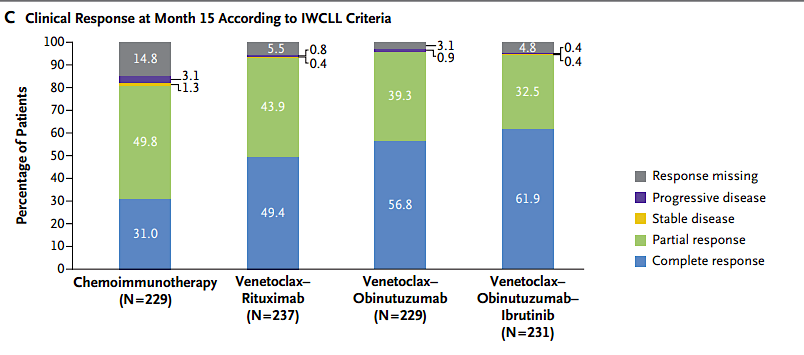 C Clinical Response at Month 15 According to IWCLL Criteria
Percentage of Patients
100
90
80
70
60
50
40
30
20
10
0
14.8
3.1
1.3
49.8
31.0
5.5
0.8
0.4
43.9
49.4
3.1
0.9
39.3
56.8
4.8
0.4
0.4
32.5
61.9
Chemoimmunotherapy
(N=229)
Venetoclax–
Rituximab
(N=237)
Venetoclax–
Obinutuzumab
(N=229)
Venetoclax–
Obinutuzumab–
Ibrutinib
(N=231)
Response missing
Progressive disease
Stable disease
Partial response
Complete response